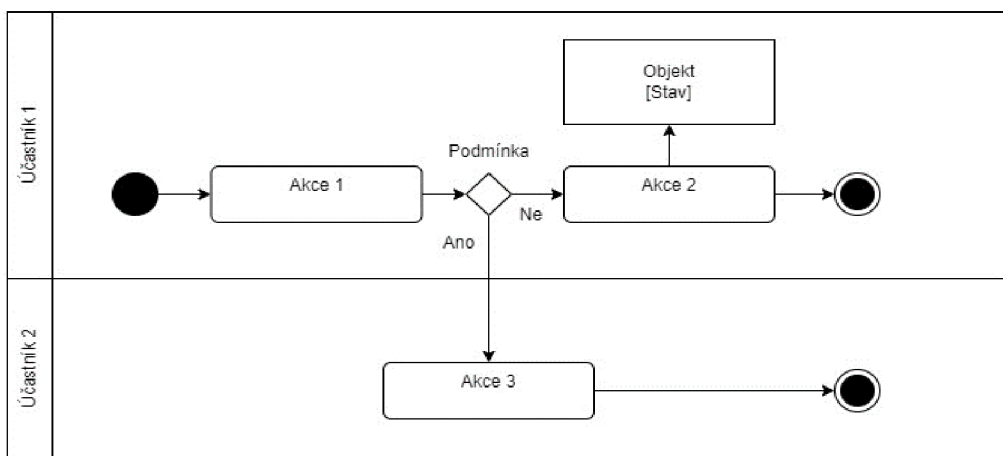 Účastník 1
Objekt
[Stav]
Podmínka
Akce 1
Akce 2
Ne
Ano
Účastník 2
Akce 3